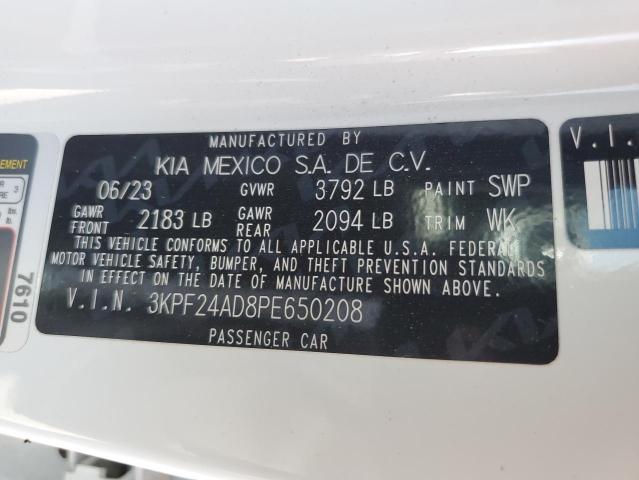 MANUFACTURED BY
KIA MEXICO S.A. DE C.V.
06/23 GVWR 3792 LB PAINT SWP
GAWR FRONT 2183 LB GAWR REAR 2094 LB TRIM WK
THIS VEHICLE CONFORMS TO ALL APPLICABLE U.S.A. FEDERAL
MOTOR VEHICLE SAFETY, BUMPER, AND THEFT PREVENTION STANDARDS
IN EFFECT ON THE DATE OF MANUFACTURE SHOWN ABOVE.
V.I.N. 3KPF24AD8PE650208
PASSENGER CAR
7610
V.I.